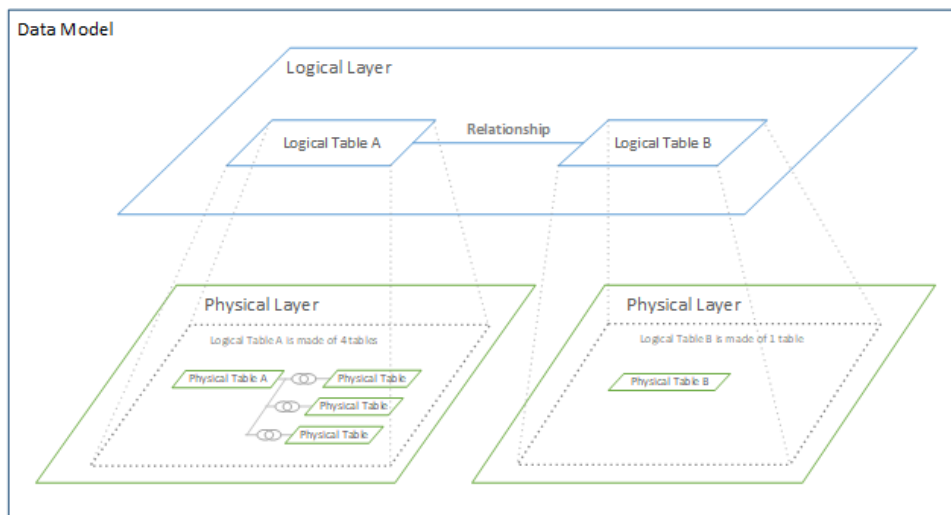 Data Model
Logical Layer
Logical Table A
Relationship
Logical Table B
Physical Layer
Logical Table A is made of 4 tables
Physical Table A
Physical Table
Physical Table
Physical Table
Physical Layer
Logical Table B is made of 1 table
Physical Table B